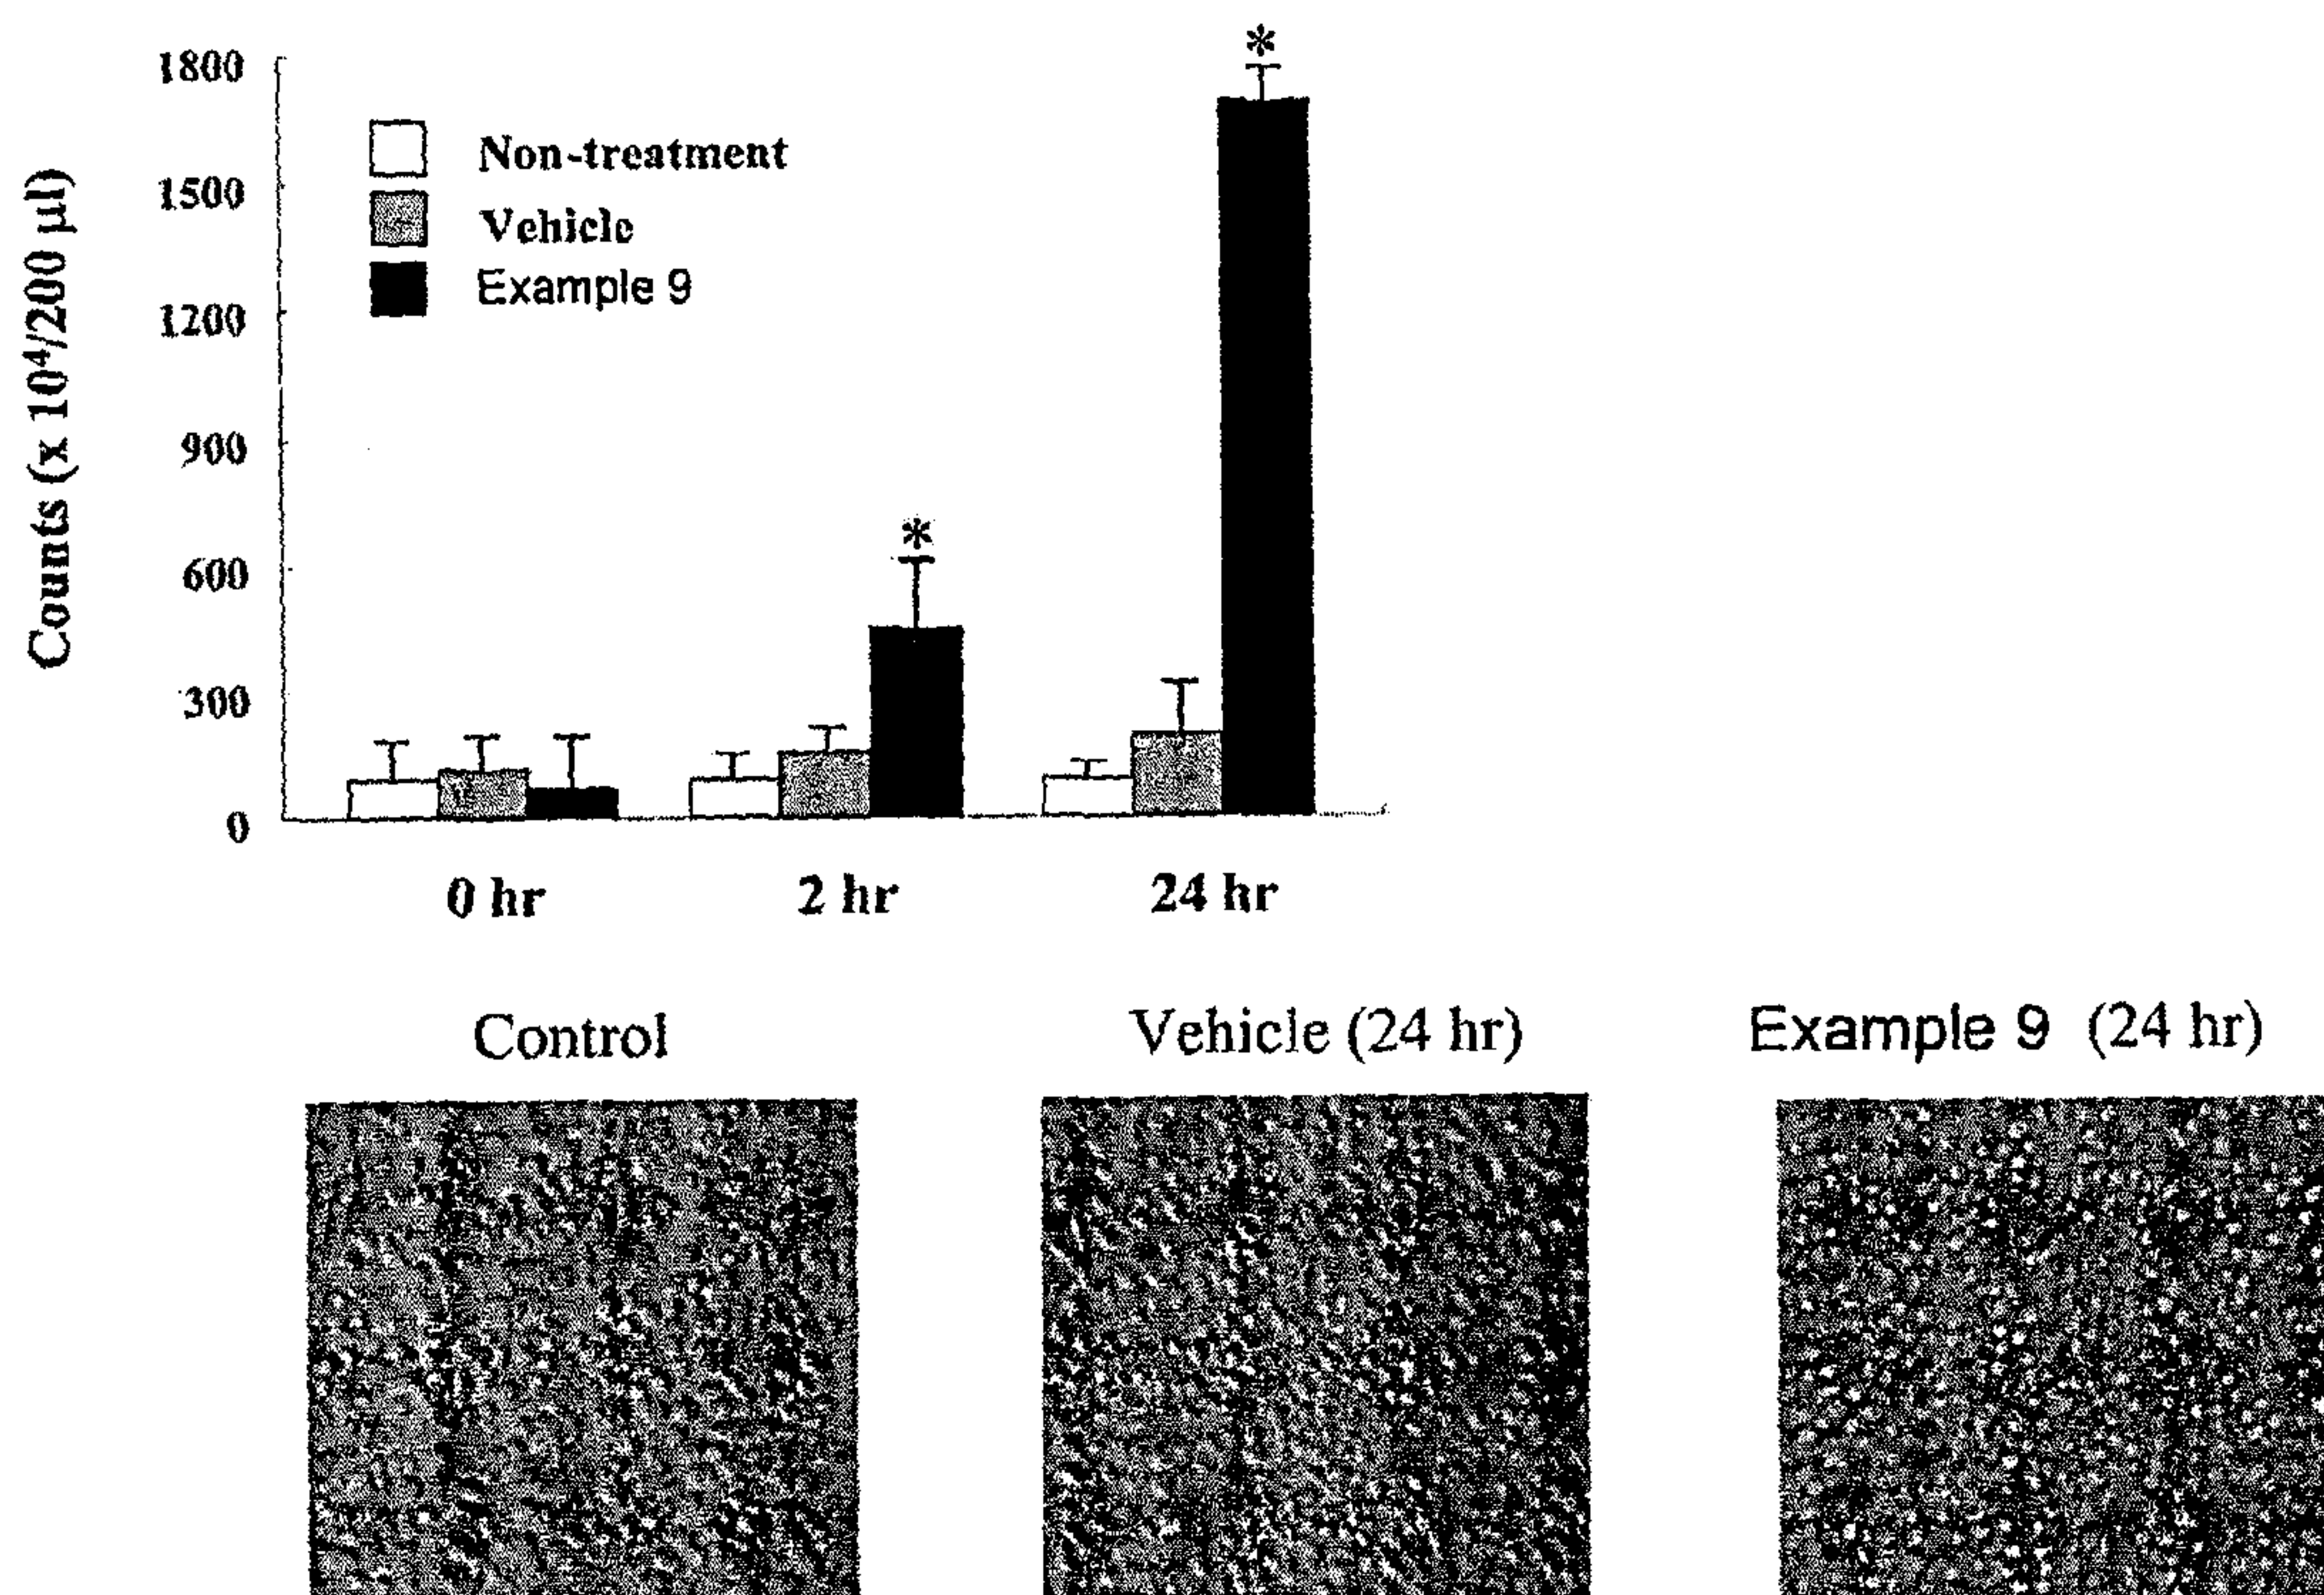 *
1800
1500
1200
900
600
300
0
Counts (x 10⁴/200 µl)
Non-treatment
Vehicle
Example 9
*
0 hr
2 hr
24 hr
Control
Vehicle (24 hr)
Example 9 (24 hr)